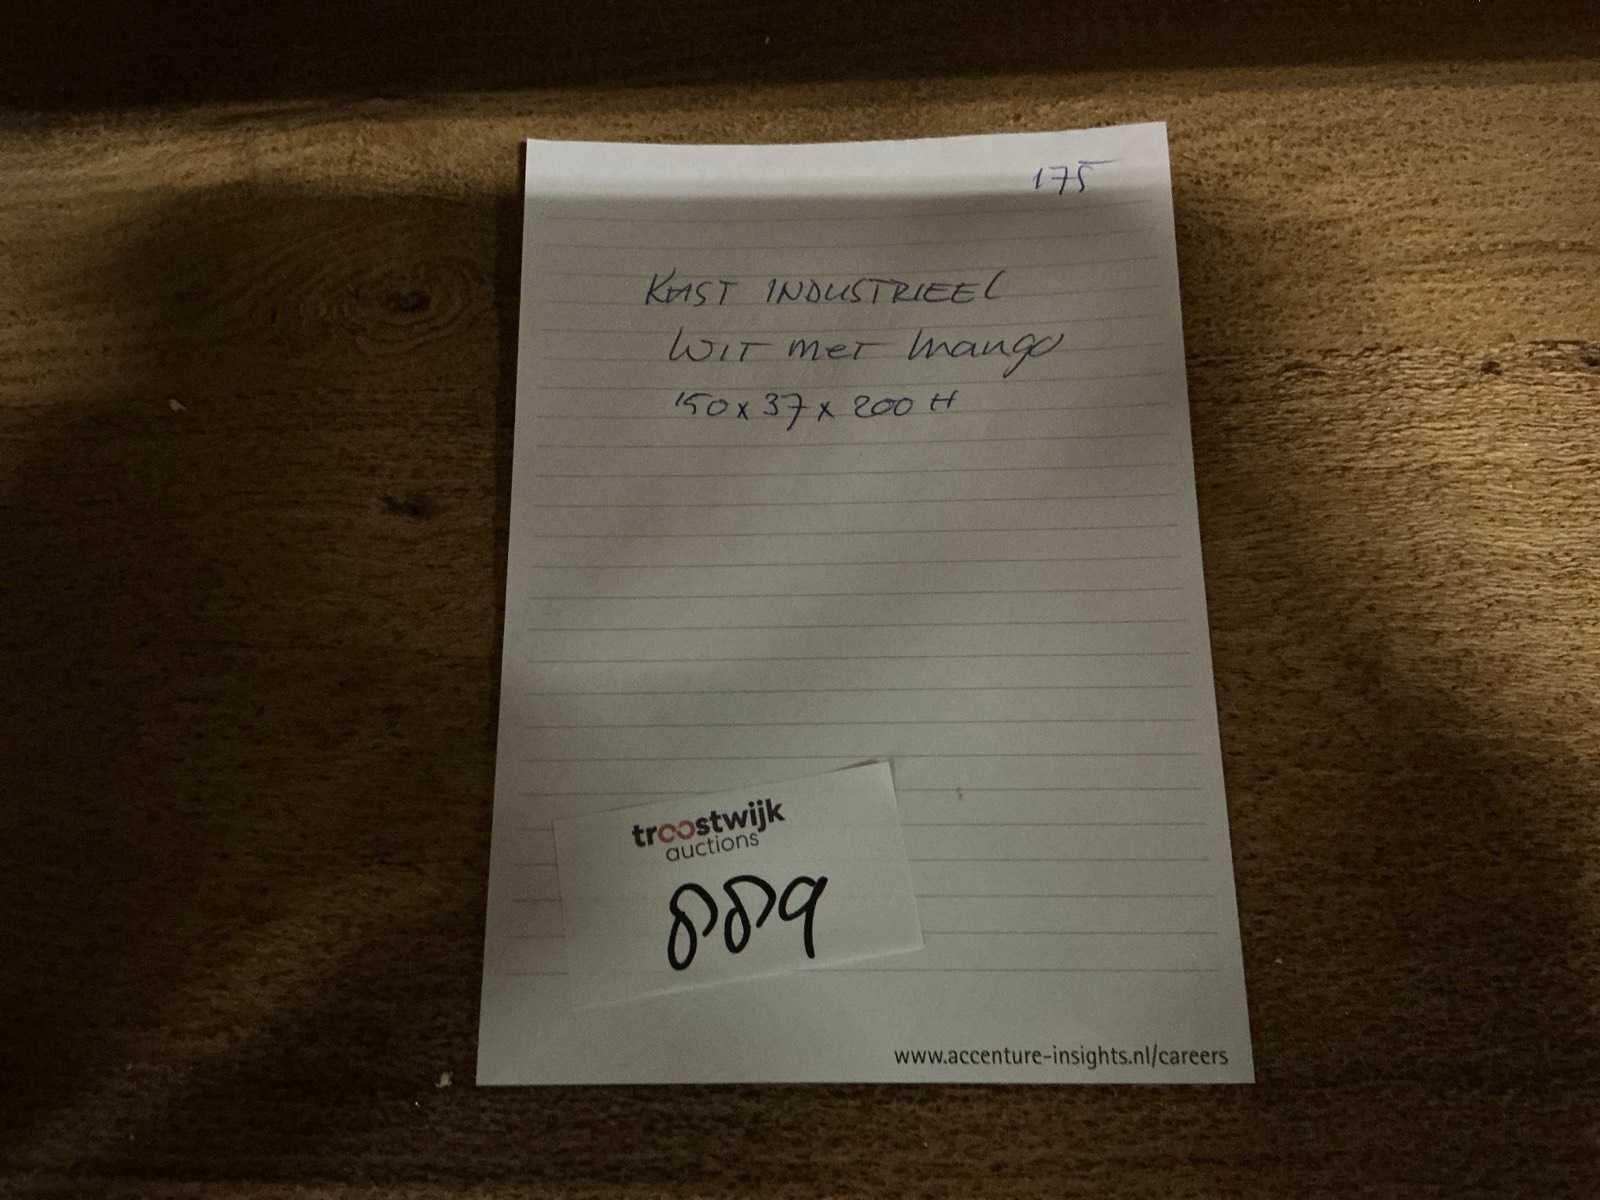 175
KAST INDUSTRIEEL
WIT met mango
150 x 37 x 200 H
troostwijk
auctions
889
www.accenture-insights.nl/careers